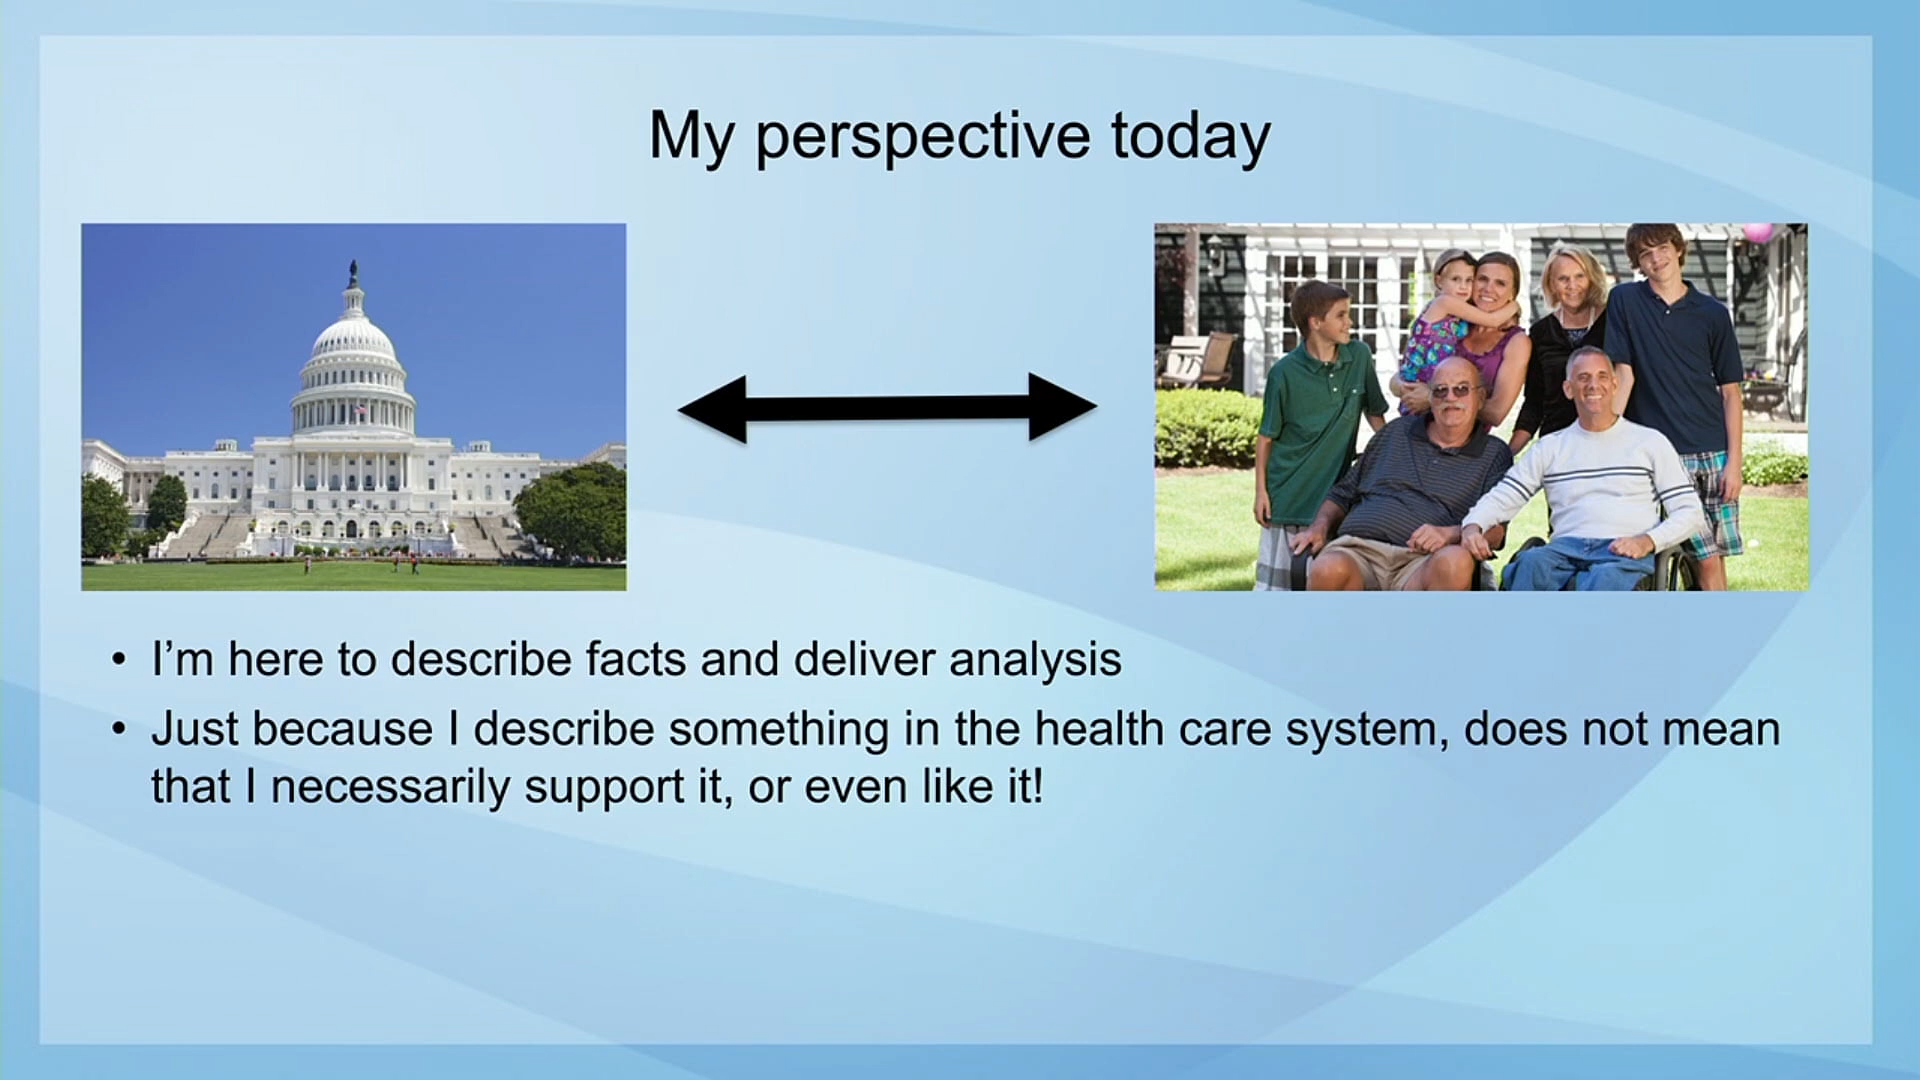 My perspective today
• I'm here to describe facts and deliver analysis
• Just because I describe something in the health care system, does not mean
that I necessarily support it, or even like it!